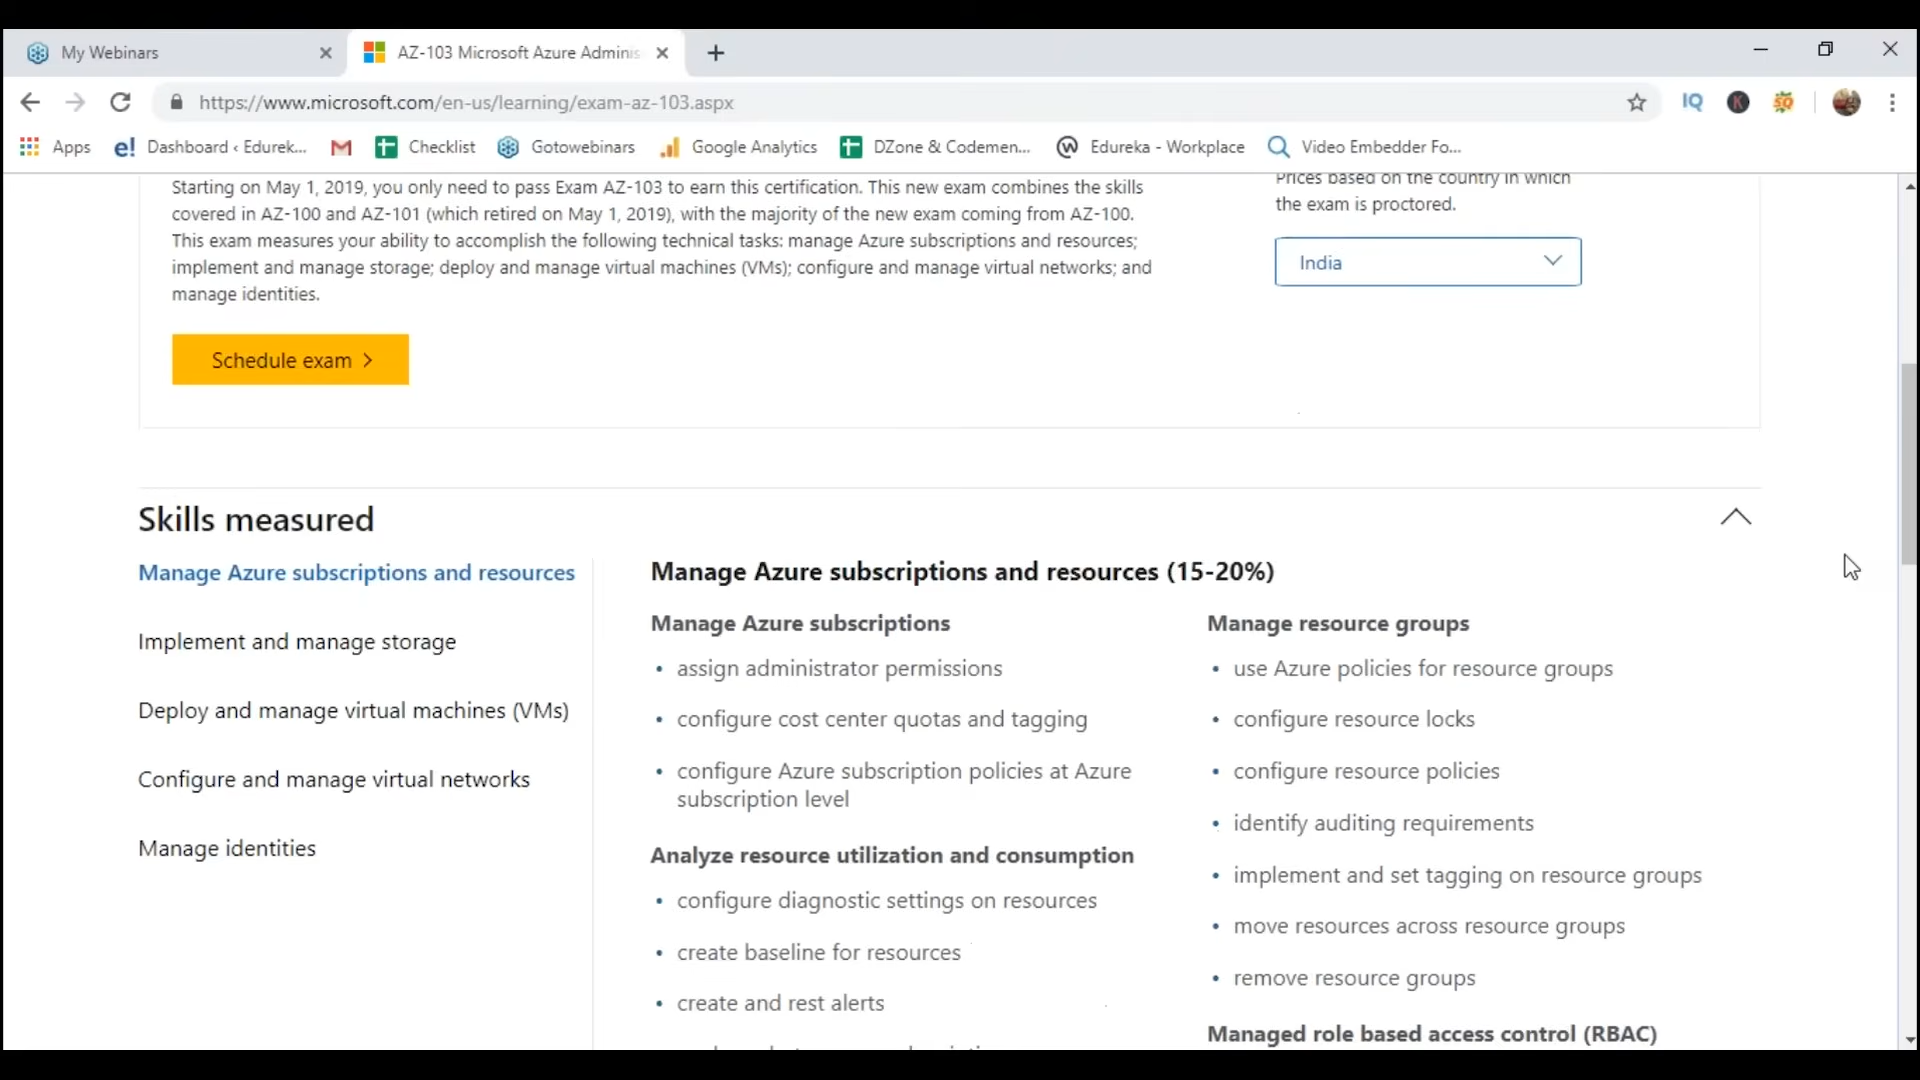 My Webinars
AZ-103 Microsoft Azure Adminis
https://www.microsoft.com/en-us/learning/exam-az-103.aspx
IQ
K
SQ
Apps
e! Dashboard ‹ Edurek...
Checklist
Gotowebinars
Google Analytics
DZone & Codemen...
Edureka - Workplace
Video Embedder Fo...
Starting on May 1, 2019, you only need to pass Exam AZ-103 to earn this certification. This new exam combines the skills
covered in AZ-100 and AZ-101 (which retired on May 1, 2019), with the majority of the new exam coming from AZ-100.
This exam measures your ability to accomplish the following technical tasks: manage Azure subscriptions and resources;
implement and manage storage; deploy and manage virtual machines (VMs); configure and manage virtual networks; and
manage identities.
Prices based on the country in which
the exam is proctored.
India
Schedule exam
Skills measured
Manage Azure subscriptions and resources
Implement and manage storage
Deploy and manage virtual machines (VMs)
Configure and manage virtual networks
Manage identities
Manage Azure subscriptions and resources (15-20%)
Manage Azure subscriptions
• assign administrator permissions
• configure cost center quotas and tagging
• configure Azure subscription policies at Azure
subscription level
Analyze resource utilization and consumption
• configure diagnostic settings on resources
• create baseline for resources
• create and rest alerts
Manage resource groups
• use Azure policies for resource groups
• configure resource locks
• configure resource policies
• identify auditing requirements
• implement and set tagging on resource groups
• move resources across resource groups
• remove resource groups
Managed role based access control (RBAC)